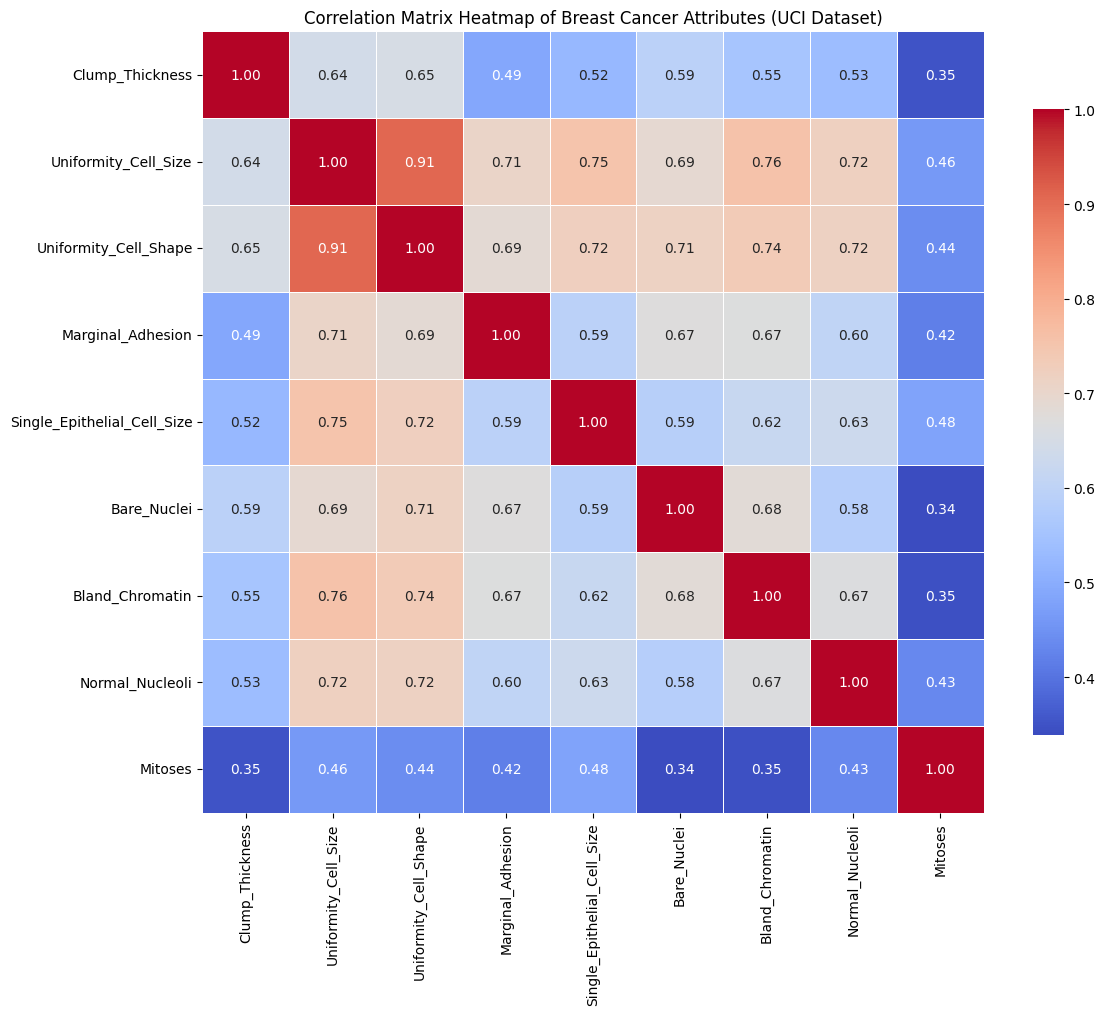 Correlation Matrix Heatmap of Breast Cancer Attributes (UCI Dataset)
Clump_Thickness 1.00 0.64 0.65 0.49 0.52 0.59 0.55 0.53 0.35
Uniformity_Cell_Size 0.64 1.00 0.91 0.71 0.75 0.69 0.76 0.72 0.46
Uniformity_Cell_Shape 0.65 0.91 1.00 0.69 0.72 0.71 0.74 0.72 0.44
Marginal_Adhesion 0.49 0.71 0.69 1.00 0.59 0.67 0.67 0.60 0.42
Single_Epithelial_Cell_Size 0.52 0.75 0.72 0.59 1.00 0.59 0.62 0.63 0.48
Bare_Nuclei 0.59 0.69 0.71 0.67 0.59 1.00 0.68 0.58 0.34
Bland_Chromatin 0.55 0.76 0.74 0.67 0.62 0.68 1.00 0.67 0.35
Normal_Nucleoli 0.53 0.72 0.72 0.60 0.63 0.58 0.67 1.00 0.43
Mitoses 0.35 0.46 0.44 0.42 0.48 0.34 0.35 0.43 1.00
Clump_Thickness
Uniformity_Cell_Size
Uniformity_Cell_Shape
Marginal_Adhesion
Single_Epithelial_Cell_Size
Bare_Nuclei
Bland_Chromatin
Normal_Nucleoli
Mitoses
1.0
0.9
0.8
0.7
0.6
0.5
0.4